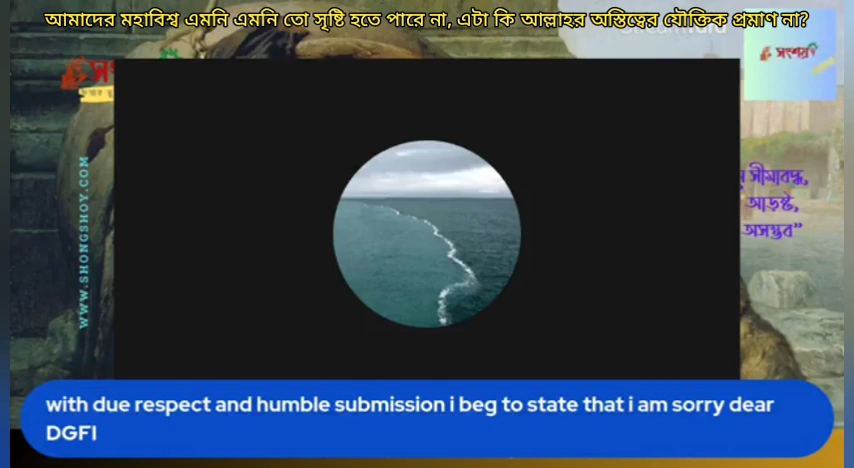 আমাদের মহাবিশ্ব এমনি এমনি তো সৃষ্টি হতে পারে না, এটা কি আল্লাহর অস্তিত্বের যৌক্তিক প্রমাণ না?
সংশয়
WWW.SHONGSHOY.COM
সীমাবদ্ধ,
আড়ষ্ট,
অসম্ভব”
with due respect and humble submission i beg to state that i am sorry dear
DGFI